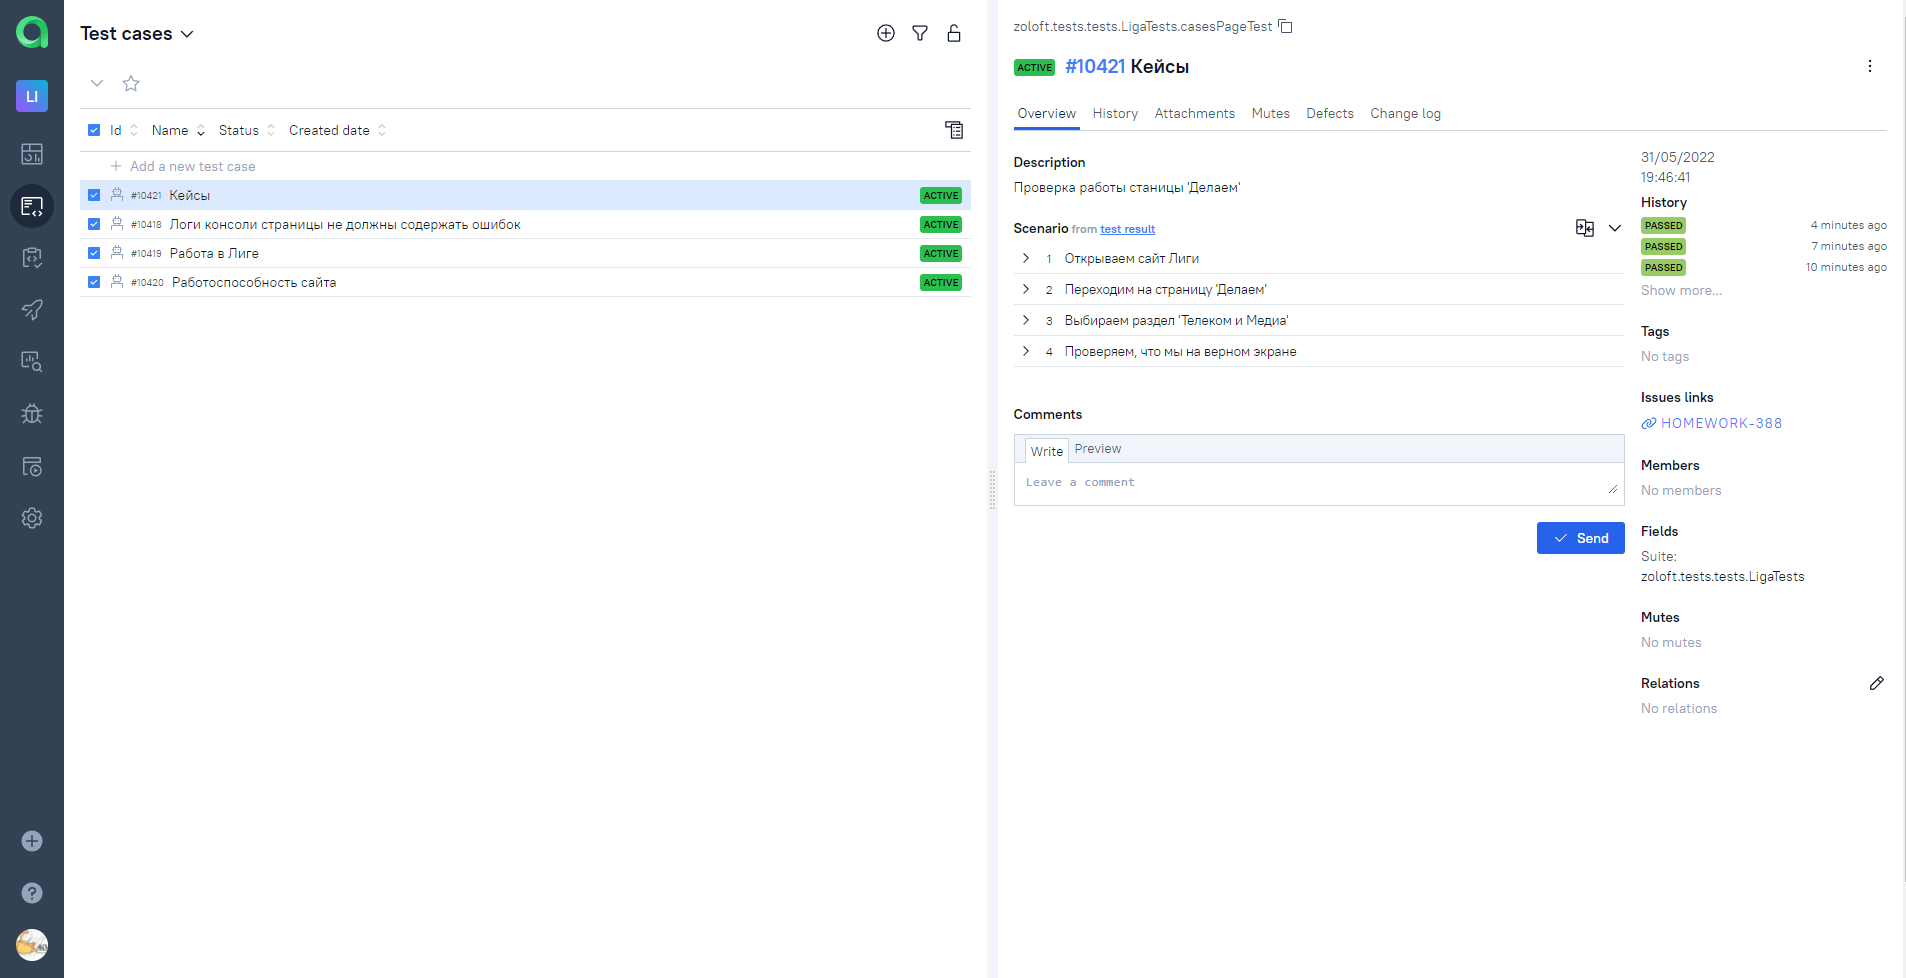 LI
Test cases
Id Name Status Created date
Add a new test case
#10421 Кейсы ACTIVE
#10418 Логи консоли страницы не должны содержать ошибок ACTIVE
#10419 Работа в Лиге ACTIVE
#10420 Работоспособность сайта ACTIVE
zoloft.tests.tests.LigaTests.casesPageTest
ACTIVE #10421 Кейсы
Overview History Attachments Mutes Defects Change log
Description
Проверка работы станицы 'Делаем'
Scenario from test result
1 Открываем сайт Лиги
2 Переходим на страницу 'Делаем'
3 Выбираем раздел 'Телеком и Медиа'
4 Проверяем, что мы на верном экране
Comments
Write Preview
Leave a comment
Send
31/05/2022
19:46:41
History
PASSED 4 minutes ago
PASSED 7 minutes ago
PASSED 10 minutes ago
Show more...
Tags
No tags
Issues links
HOMEWORK-388
Members
No members
Fields
Suite:
zoloft.tests.tests.LigaTests
Mutes
No mutes
Relations
No relations